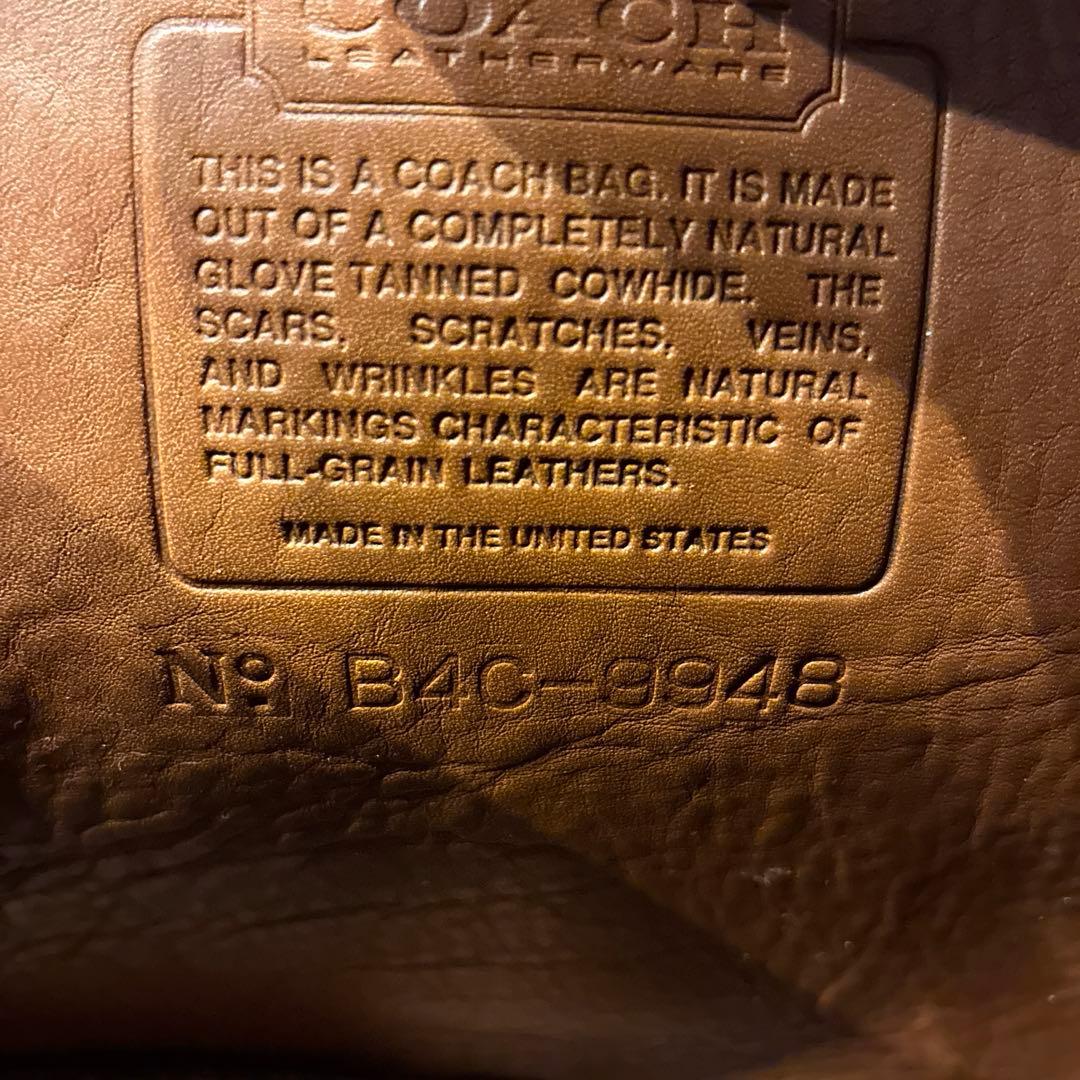 COACH
LEATHERWARE
THIS IS A COACH BAG. IT IS MADE
OUT OF A COMPLETELY NATURAL
GLOVE TANNED COWHIDE. THE
SCARS, SCRATCHES, VEINS,
AND WRINKLES ARE NATURAL
MARKINGS CHARACTERISTIC OF
FULL-GRAIN LEATHERS.
MADE IN THE UNITED STATES
Nº B4C-9948